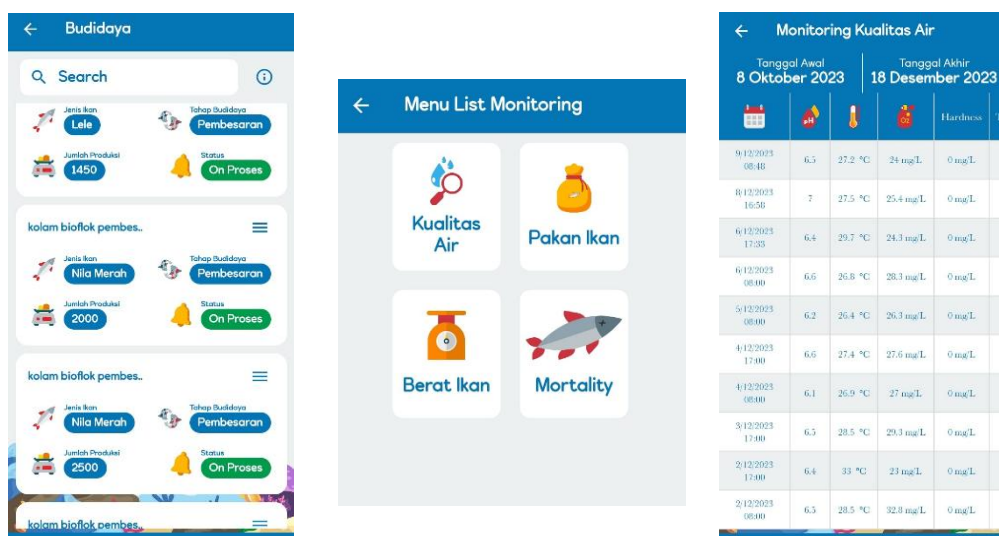 Budidaya
Search
Jenis Ikan
Lele
Tahap Budidaya
Pembesaran
Jumlah Produksi
1450
Status
On Proses
kolam bioflok pembes..
Jenis Ikan
Nila Merah
Tahap Budidaya
Pembesaran
Jumlah Produksi
2000
Status
On Proses
kolam bioflok pembes..
Jenis Ikan
Nila Merah
Tahap Budidaya
Pembesaran
Jumlah Produksi
2500
Status
On Proses
kolam bioflok pembes..
Menu List Monitoring
Kualitas
Air
Pakan Ikan
Berat Ikan
Mortality
Monitoring Kualitas Air
Tanggal Awal
8 Oktober 2023
Tanggal Akhir
18 Desember 2023
pH
O2
Hardness
9/12/2023
08:48
6.5
27.2 °C
24 mg/L
0 mg/L
8/12/2023
16:58
7
27.5 °C
25.4 mg/L
0 mg/L
6/12/2023
17:33
6.4
29.7 °C
24.3 mg/L
0 mg/L
6/12/2023
08:00
6.6
26.8 °C
28.3 mg/L
0 mg/L
5/12/2023
08:00
6.2
26.4 °C
26.3 mg/L
0 mg/L
4/12/2023
17:00
6.6
27.4 °C
27.6 mg/L
0 mg/L
4/12/2023
08:00
6.1
26.9 °C
27 mg/L
0 mg/L
3/12/2023
17:00
6.5
28.5 °C
29.3 mg/L
0 mg/L
2/12/2023
17:00
6.4
33 °C
23 mg/L
0 mg/L
2/12/2023
08:00
6.5
28.5 °C
32.8 mg/L
0 mg/L